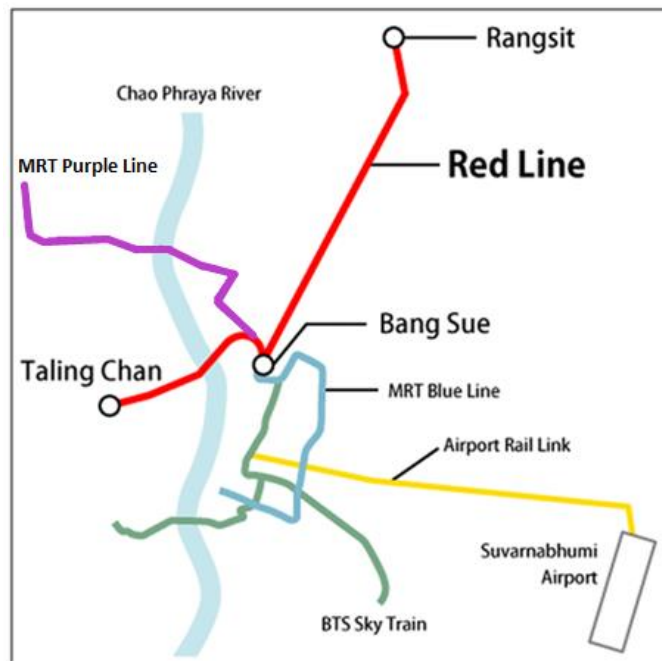 Rangsit
Chao Phraya River
MRT Purple Line
Red Line
Bang Sue
Taling Chan
MRT Blue Line
Airport Rail Link
Suvarnabhumi
Airport
BTS Sky Train